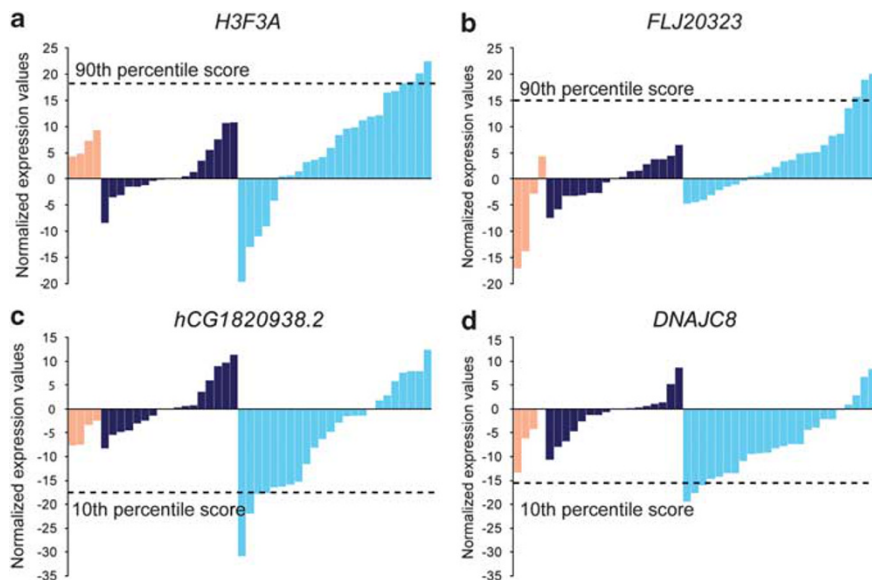 a
H3F3A
Normalized expression values
25
20
15
10
5
0
-5
-10
-15
-20
90th percentile score
b
FLJ20323
Normalized expression values
25
20
15
10
5
0
-5
-10
-15
-20
90th percentile score
c
hCG1820938.2
Normalized expression values
15
10
5
0
-5
-10
-15
-20
-25
-30
-35
10th percentile score
d
DNAJC8
Normalized expression values
15
10
5
0
-5
-10
-15
-20
-25
-30
-35
10th percentile score